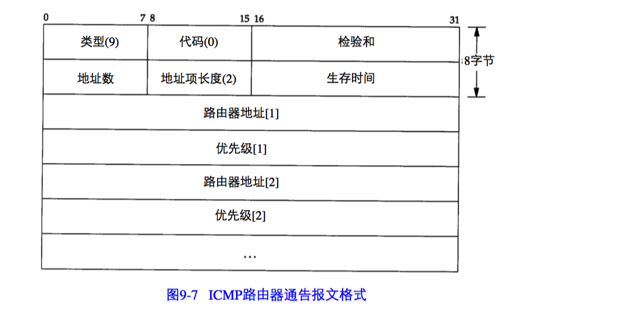 0 7 8 15 16 31
类型(9) 代码(0) 检验和
8字节
地址数 地址项长度(2) 生存时间
路由器地址[1]
优先级[1]
路由器地址[2]
优先级[2]
…
图9-7 ICMP路由器通告报文格式